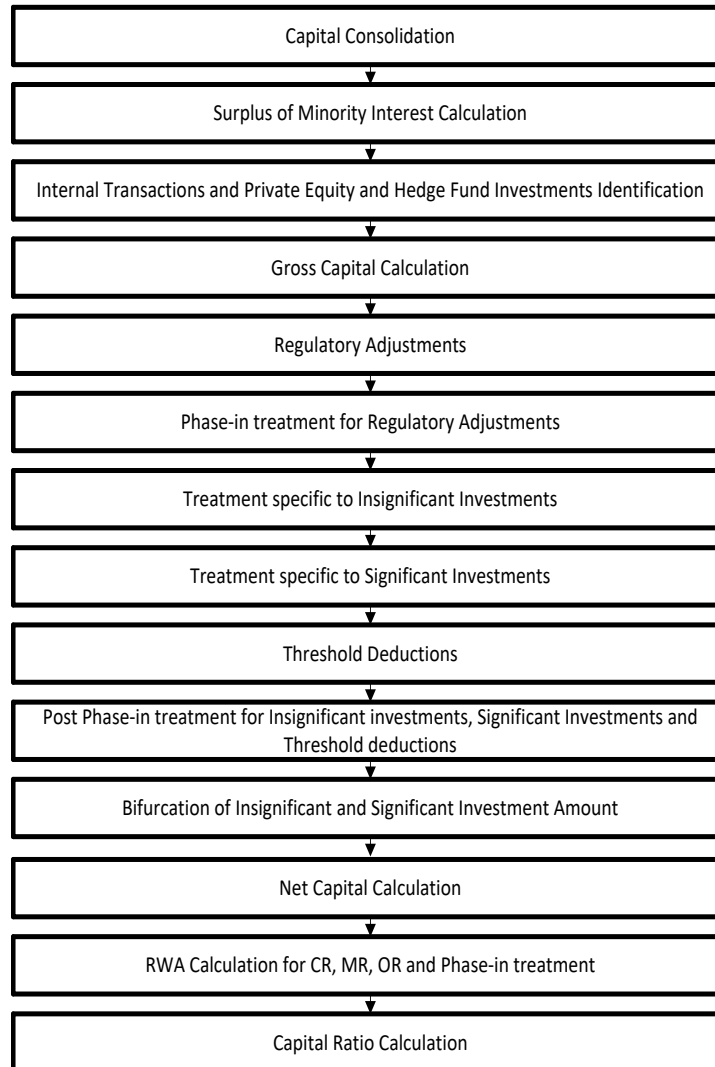 Capital Consolidation
Surplus of Minority Interest Calculation
Internal Transactions and Private Equity and Hedge Fund Investments Identification
Gross Capital Calculation
Regulatory Adjustments
Phase-in treatment for Regulatory Adjustments
Treatment specific to Insignificant Investments
Treatment specific to Significant Investments
Threshold Deductions
Post Phase-in treatment for Insignificant investments, Significant Investments and
Threshold deductions
Bifurcation of Insignificant and Significant Investment Amount
Net Capital Calculation
RWA Calculation for CR, MR, OR and Phase-in treatment
Capital Ratio Calculation